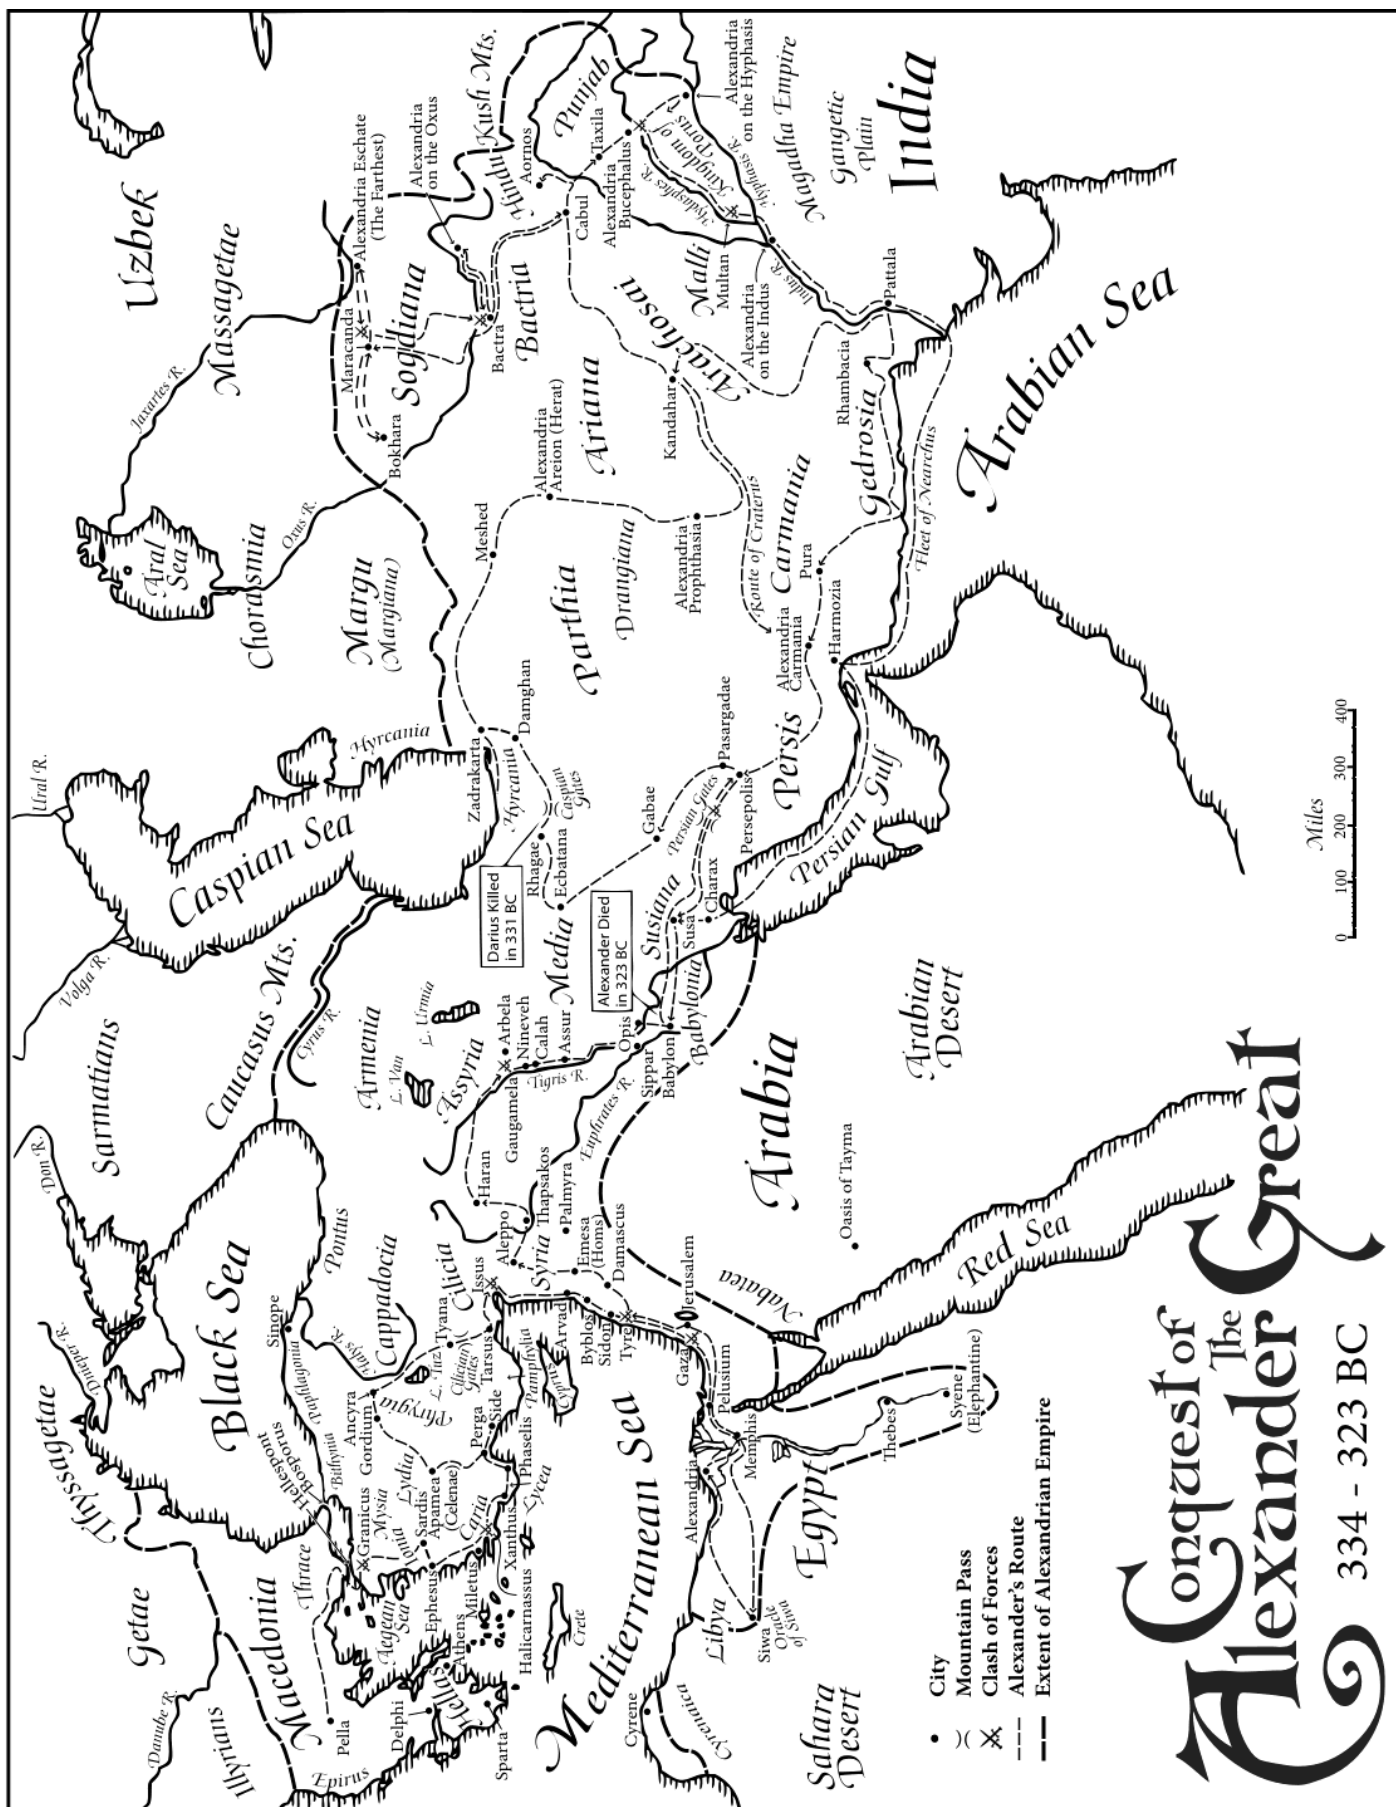 Conquest of
The
Alexander Great
334 - 323 BC
City
Mountain Pass
Clash of Forces
Alexander's Route
Extent of Alexandrian Empire
Miles
0 100 200 300 400
Getae
Thyssagetae
Dnieper R.
Don R.
Sarmatians
Volga R.
Ural R.
Uzbek
Danube R.
Illyrians
Macedonia
Thrace
Epirus
Pella
Hellespont
Bosporus
Black Sea
Sinope
Paphlagonia
Bithynia
Pontus
Caucasus Mts.
Cyrus R.
Caspian Sea
Hyrcania
Chorasmia
Aral
Sea
Jaxartes R.
Massagetae
Oxus R.
Margu
(Margiana)
Alexandria Eschate
(The Farthest)
Maracanda
Bokhara
Sogdiana
Alexandria
on the Oxus
Hindu Kush Mts.
Bactra
Bactria
Aornos
Punjab
Taxila
Cabul
Alexandria
Bucephalus
Kingdom of
Porus
Hydasphes R.
Hyphasis R.
Alexandria
on the Hyphasis
Magadha Empire
Gangetic
Plain
India
Malli
Multan
Alexandria
on the Indus
Indus R.
Pattala
Arachosai
Kandahar
Ariana
Alexandria
Areion (Herat)
Meshed
Parthia
Drangiana
Alexandria
Prophthasia
Route of Craterus
Carmania
Pura
Alexandria
Carmania
Harmozia
Gedrosia
Rhambacia
Fleet of Nearchus
Arabian Sea
Zadrakarta
Damghan
Hyrcania
Caspian
Gates
Rhagae
Ecbatana
Darius Killed
in 331 BC
Media
Gabae
Pasargadae
Persian Gates
Persepolis
Persis
Persian Gulf
Susiana
Susa
Charax
Alexander Died
in 323 BC
Babylonia
Opis
Sippar
Babylon
Armenia
L. Van
L. Urmia
Assyria
Arbela
Nineveh
Calah
Assur
Gaugamela
Tigris R.
Euphrates R.
Haran
Thapsakos
Palmyra
Aleppo
Syria
Emesa
(Homs)
Damascus
Arabia
Arabian
Desert
Oasis of Tayma
Nabatea
Red Sea
Cappadocia
Halys R.
L. Tuz
Tyana
Cilicia
Cilician
Gates
Issus
Tarsus
Ancyra
Gordium
Phrygia
Granicus
Mysia
Lydia
Ionia
Sardis
Apamea
(Celenae)
Caria
Perga
Side
Phaselis
Pamphylia
Lycea
Xanthus
Halicarnassus
Miletus
Ephesus
Aegean
Sea
Athens
Delphi
Hellas
Sparta
Crete
Cyprus
Arvad
Byblos
Sidon
Tyre
Jerusalem
Gaza
Pelusium
Mediterranean Sea
Alexandria
Memphis
Egypt
Thebes
Syene
(Elephantine)
Libya
Siwa
Oracle
of Siwa
Cyrene
Cyrenaica
Sahara
Desert